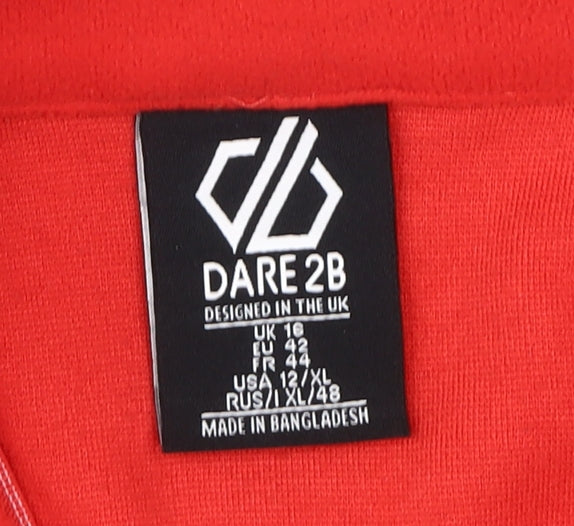 DARE 2B
DESIGNED IN THE UK
UK 16
EU 42
FR 44
USA 12/XL
RUS/I XL/48
MADE IN BANGLADESH